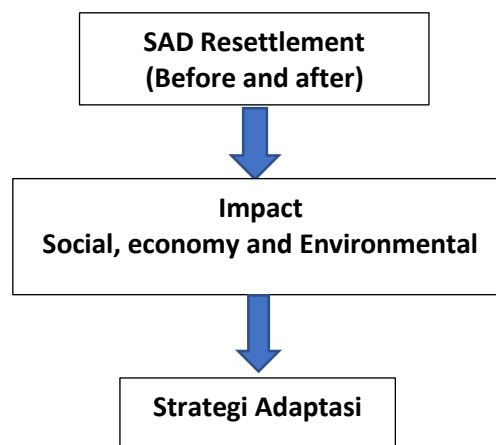 SAD Resettlement
(Before and after)
Impact
Social, economy and Environmental
Strategi Adaptasi